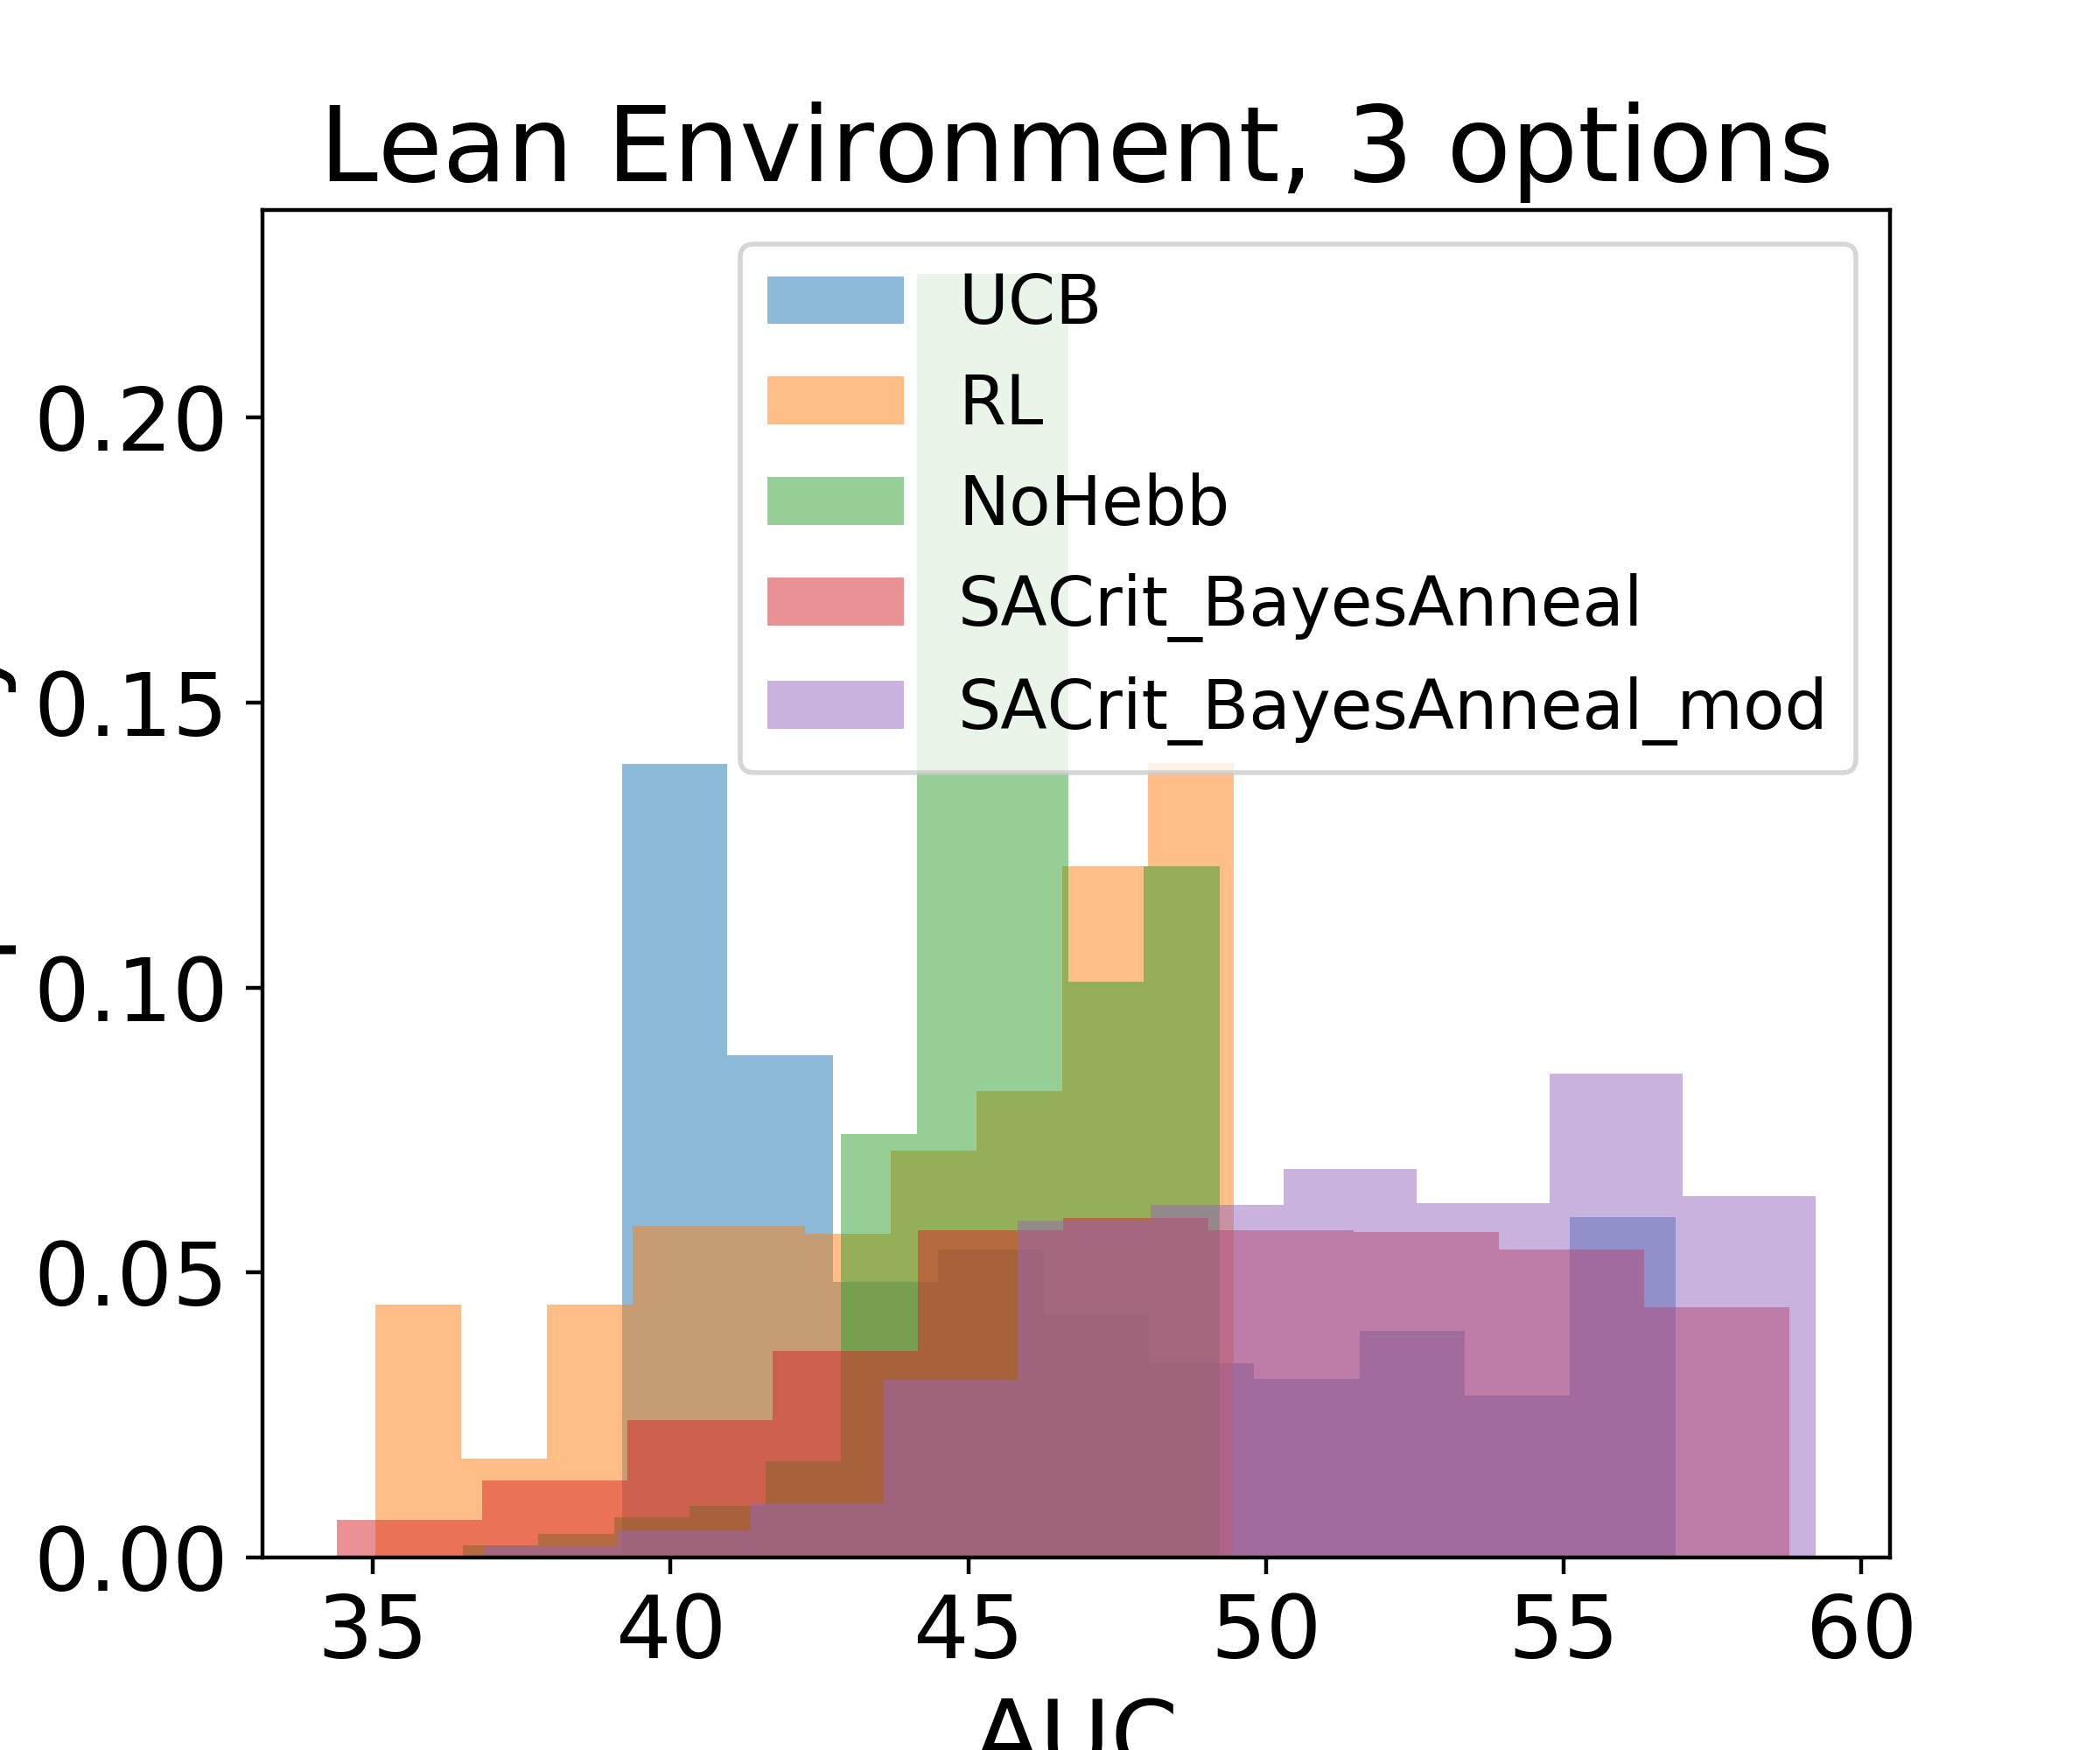 Lean Environment, 3 options
UCB
RL
NoHebb
SACrit_BayesAnneal
SACrit_BayesAnneal_mod
0.20
0.15
0.10
0.05
0.00
35 40 45 50 55 60
AUC